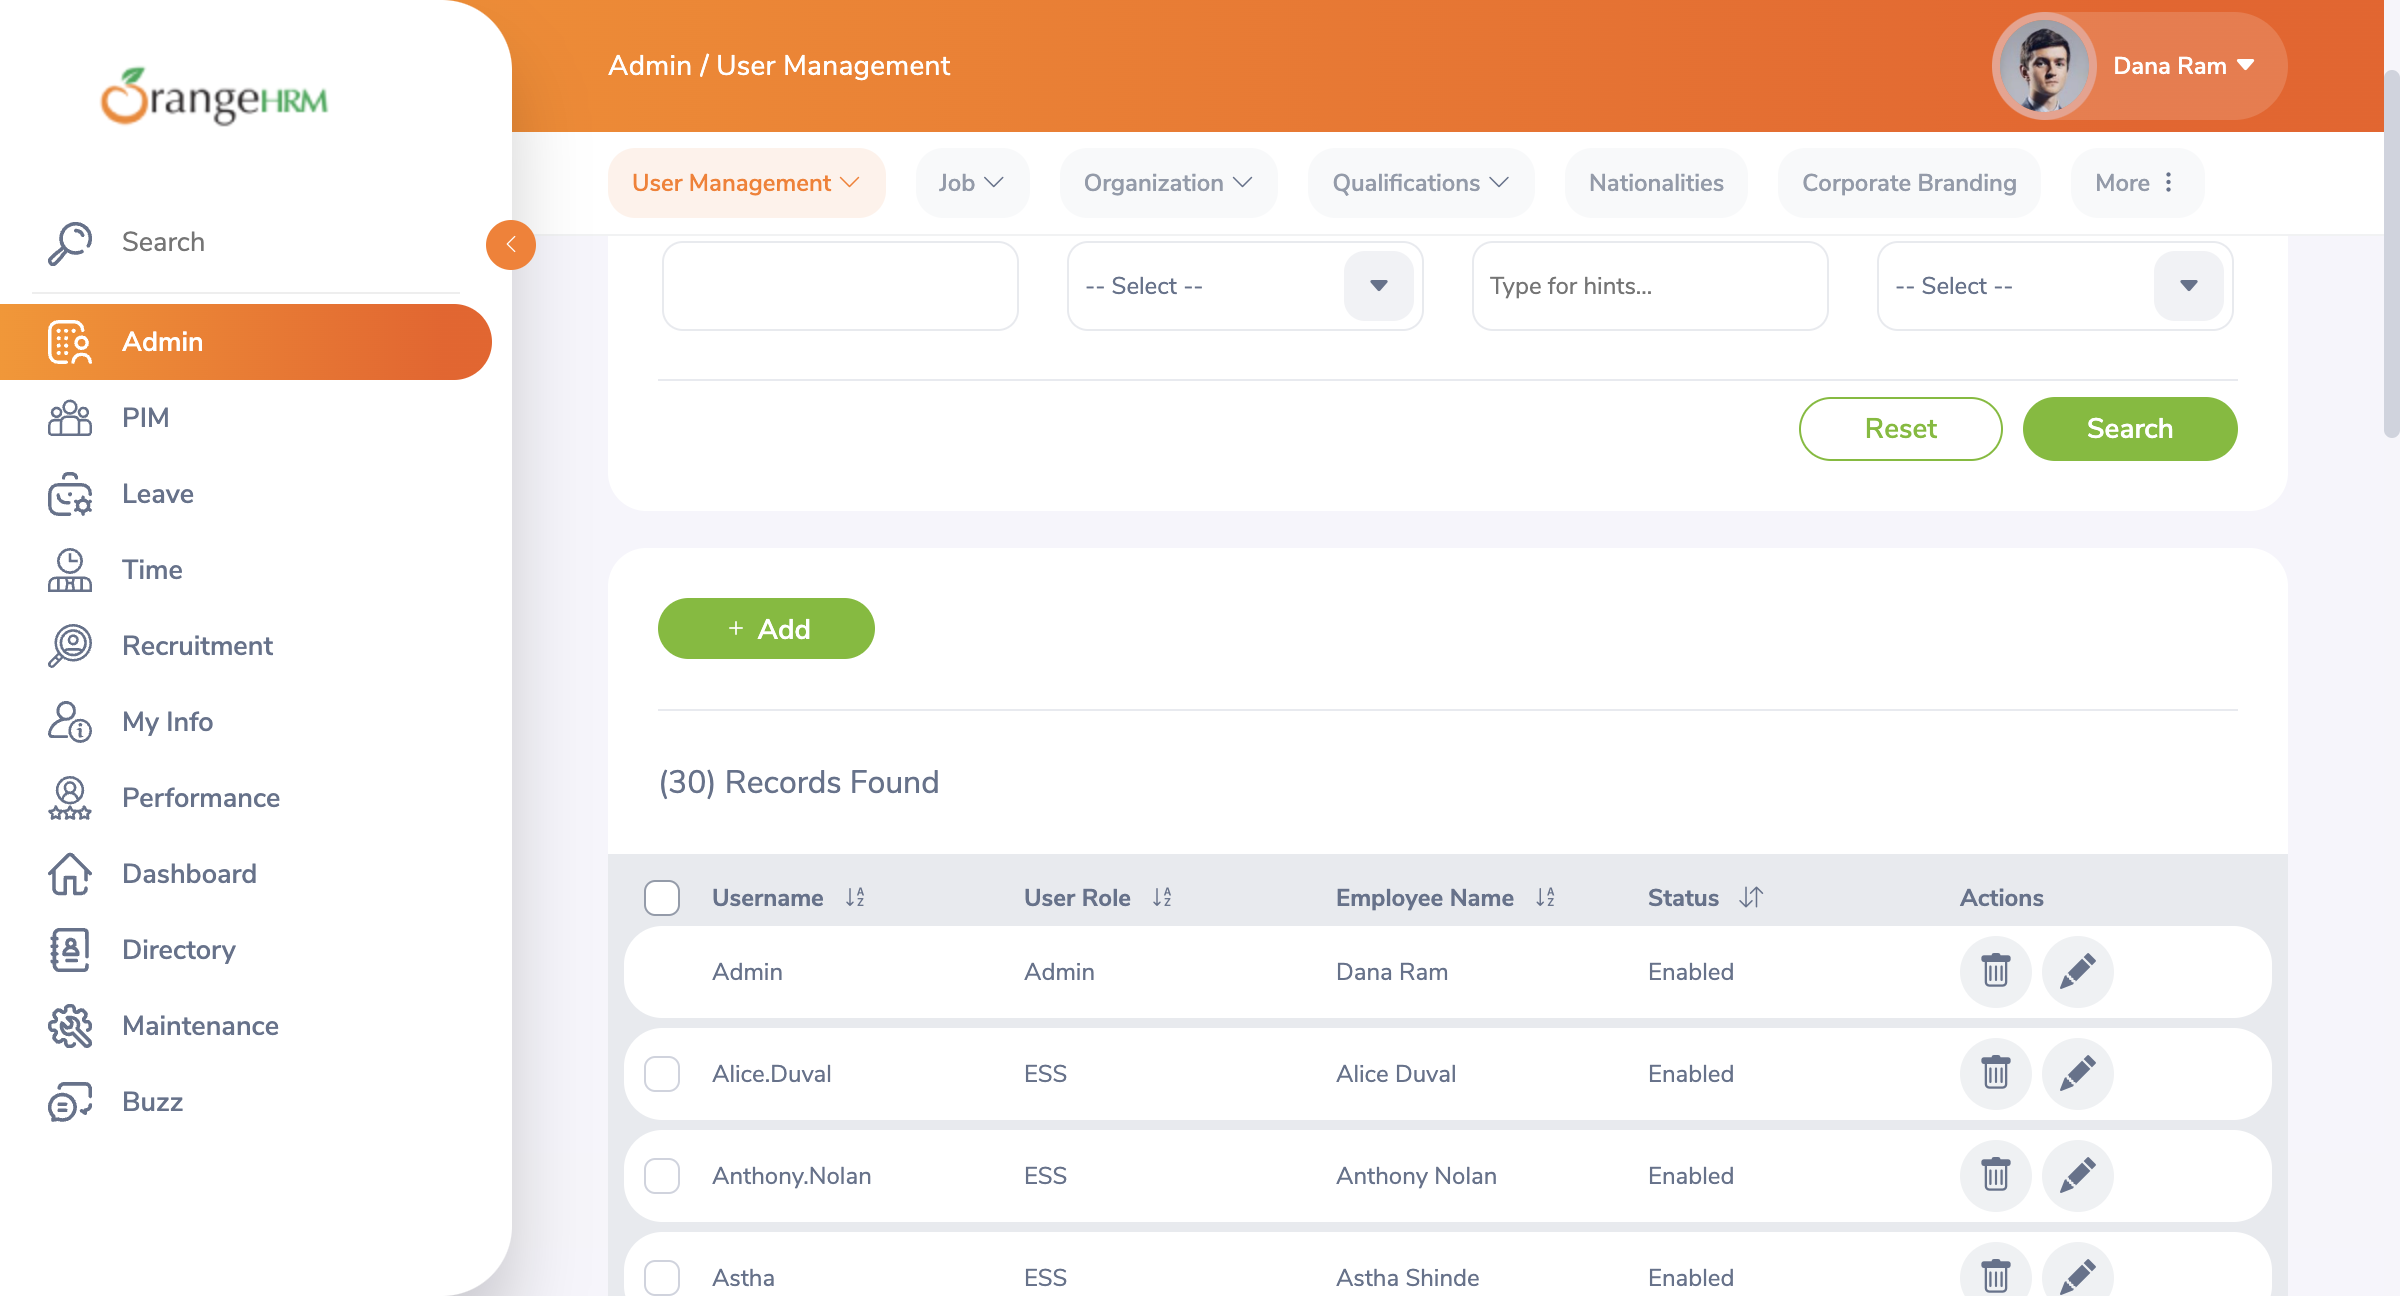 OrangeHRM
Search
Admin
PIM
Leave
Time
Recruitment
My Info
Performance
Dashboard
Directory
Maintenance
Buzz
Admin / User Management
Dana Ram
User Management
Job
Organization
Qualifications
Nationalities
Corporate Branding
More
-- Select --
Type for hints...
-- Select --
Reset
Search
+ Add
(30) Records Found
Username
User Role
Employee Name
Status
Actions
Admin Admin Dana Ram Enabled
Alice.Duval ESS Alice Duval Enabled
Anthony.Nolan ESS Anthony Nolan Enabled
Astha ESS Astha Shinde Enabled